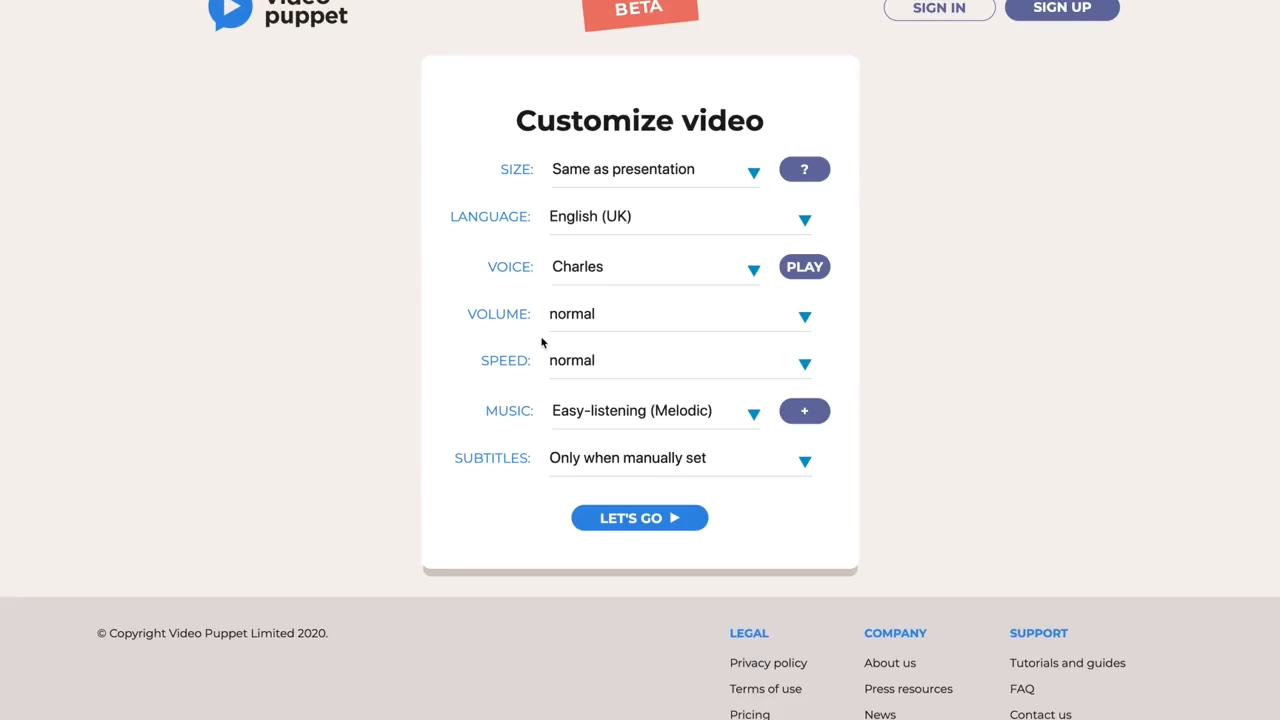 video
puppet
BETA
SIGN IN
SIGN UP
Customize video
SIZE: Same as presentation ?
LANGUAGE: English (UK)
VOICE: Charles PLAY
VOLUME: normal
SPEED: normal
MUSIC: Easy-listening (Melodic) +
SUBTITLES: Only when manually set
LET'S GO
© Copyright Video Puppet Limited 2020.
LEGAL
Privacy policy
Terms of use
Pricing
COMPANY
About us
Press resources
News
SUPPORT
Tutorials and guides
FAQ
Contact us